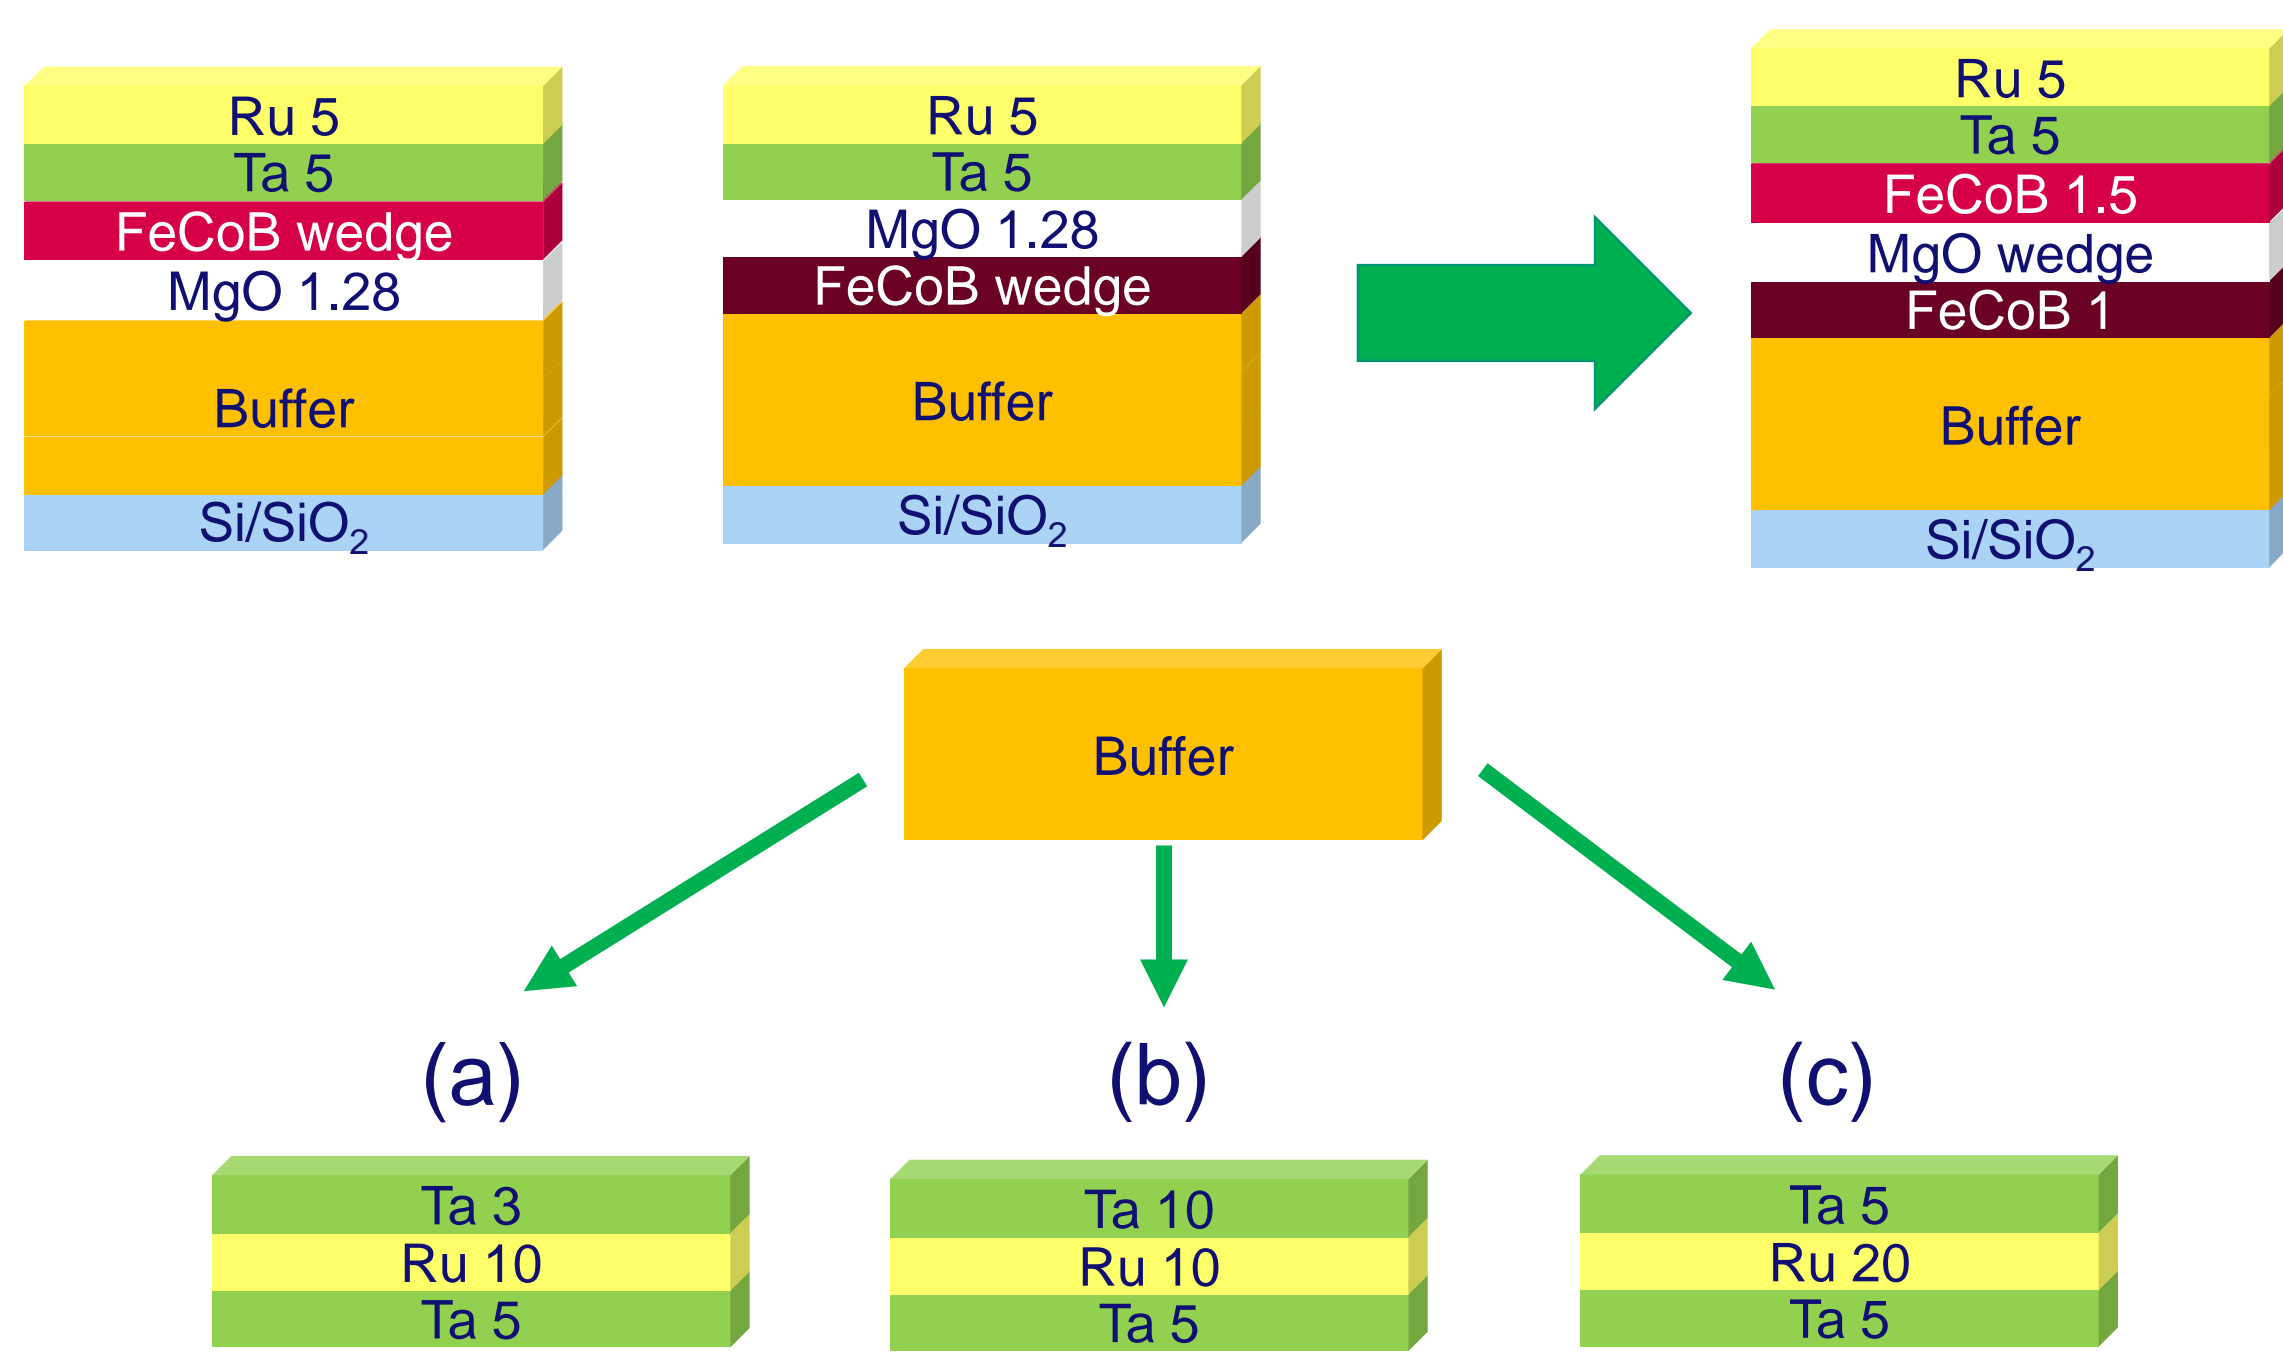 Ru 5
Ta 5
FeCoB wedge
MgO 1.28
Buffer
Si/SiO₂
Ru 5
Ta 5
MgO 1.28
FeCoB wedge
Buffer
Si/SiO₂
Ru 5
Ta 5
FeCoB 1.5
MgO wedge
FeCoB 1
Buffer
Si/SiO₂
Buffer
(a)
Ta 3
Ru 10
Ta 5
(b)
Ta 10
Ru 10
Ta 5
(c)
Ta 5
Ru 20
Ta 5